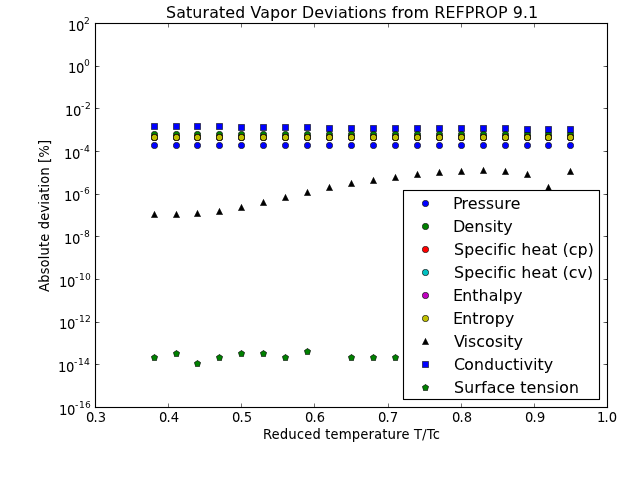 Saturated Vapor Deviations from REFPROP 9.1
10^2
10^0
10^-2
10^-4
10^-6
10^-8
10^-10
10^-12
10^-14
10^-16
Absolute deviation [%]
Pressure
Density
Specific heat (cp)
Specific heat (cv)
Enthalpy
Entropy
Viscosity
Conductivity
Surface tension
0.3 0.4 0.5 0.6 0.7 0.8 0.9 1.0
Reduced temperature T/Tc